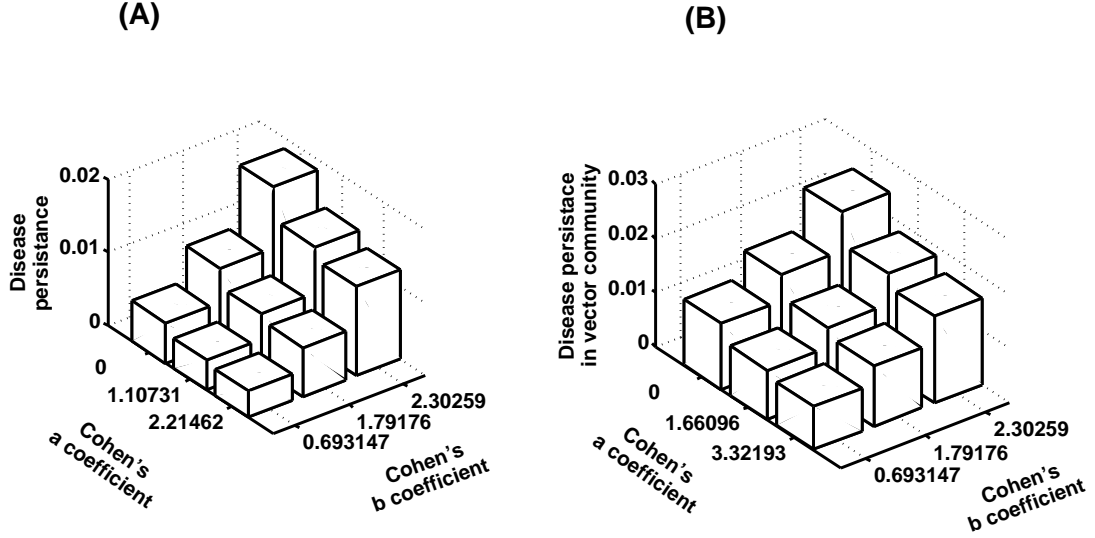 (A)
Disease
persistance
0.02
0.01
0
0
1.10731
2.21462
Cohen's
a coefficient
0.693147
1.79176
2.30259
Cohen's
b coefficient
(B)
Disease persistace
in vector community
0.03
0.02
0.01
0
0
1.66096
3.32193
Cohen's
a coefficient
0.693147
1.79176
2.30259
Cohen's
b coefficient